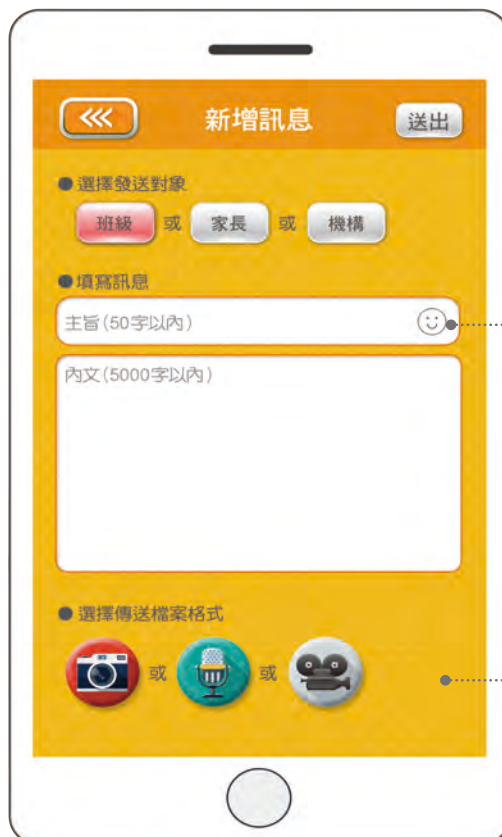 新增訊息
送出
●選擇發送對象
班級 或 家長 或 機構
●填寫訊息
主旨(50字以內)
內文(5000字以內)
●選擇傳送檔案格式
或 或